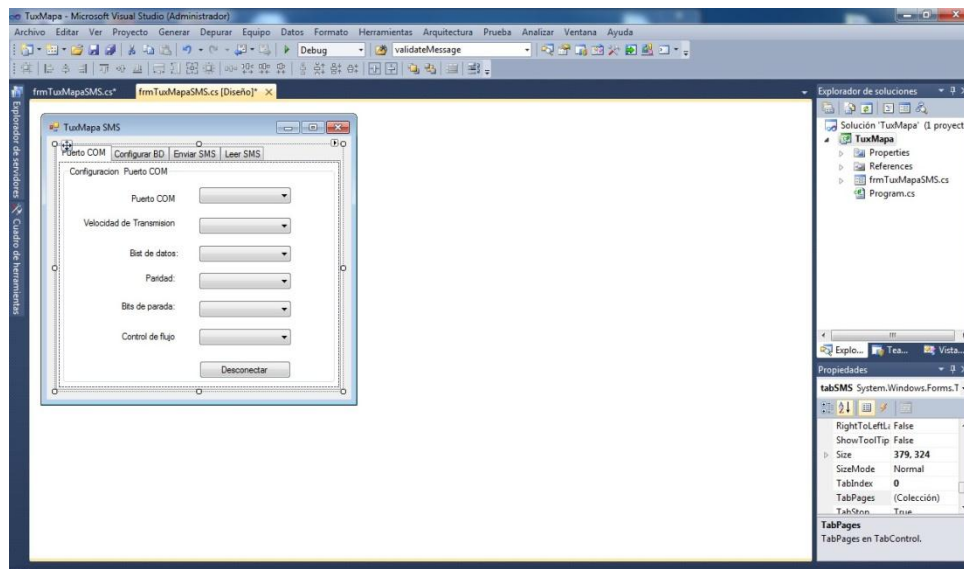 TuxMapa - Microsoft Visual Studio (Administrador)
Archivo Editar Ver Proyecto Generar Depurar Equipo Datos Formato Herramientas Arquitectura Prueba Analizar Ventana Ayuda
Debug validateMessage
frmTuxMapaSMS.cs* frmTuxMapaSMS.cs [Diseño]*
Explorador de servidores
Cuadro de herramientas
TuxMapa SMS
Puerto COM Configurar BD Enviar SMS Leer SMS
Configuracion Puerto COM
Puerto COM
Velocidad de Transmision
Bist de datos:
Paridad:
Bits de parada:
Control de flujo
Desconectar
Explorador de soluciones
Solución 'TuxMapa' (1 proyect
TuxMapa
Properties
References
frmTuxMapaSMS.cs
Program.cs
Explo... Tea... Vista...
Propiedades
tabSMS System.Windows.Forms.T
RightToLeftLa False
ShowToolTip False
Size 379, 324
SizeMode Normal
TabIndex 0
TabPages (Colección)
TabStop True
TabPages
TabPages en TabControl.